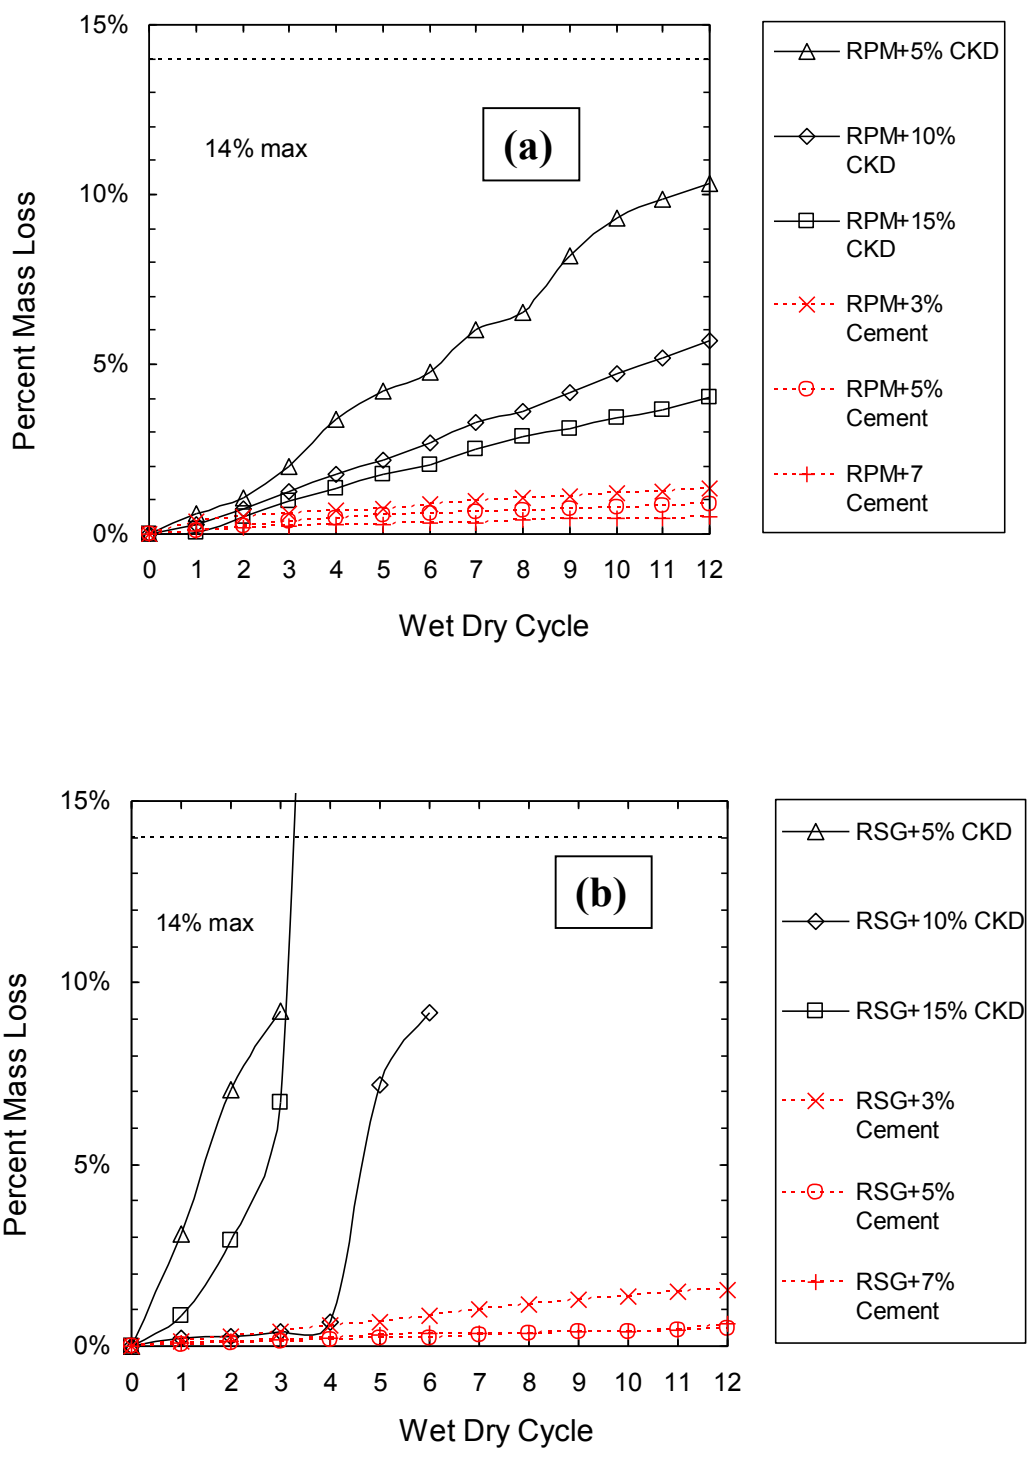 15%
10%
5%
0%
Percent Mass Loss
14% max
(a)
0 1 2 3 4 5 6 7 8 9 10 11 12
Wet Dry Cycle
RPM+5% CKD
RPM+10%
CKD
RPM+15%
CKD
RPM+3%
Cement
RPM+5%
Cement
RPM+7
Cement
15%
10%
5%
0%
Percent Mass Loss
14% max
(b)
0 1 2 3 4 5 6 7 8 9 10 11 12
Wet Dry Cycle
RSG+5% CKD
RSG+10% CKD
RSG+15% CKD
RSG+3%
Cement
RSG+5%
Cement
RSG+7%
Cement